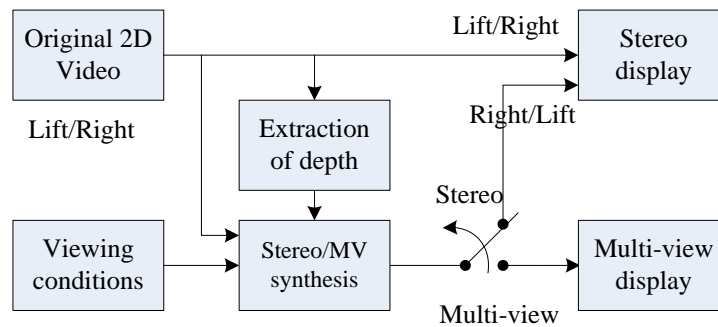 Original 2D
Video
Lift/Right
Stereo
display
Lift/Right
Extraction
of depth
Right/Lift
Stereo
Viewing
conditions
Stereo/MV
synthesis
Multi-view
display
Multi-view